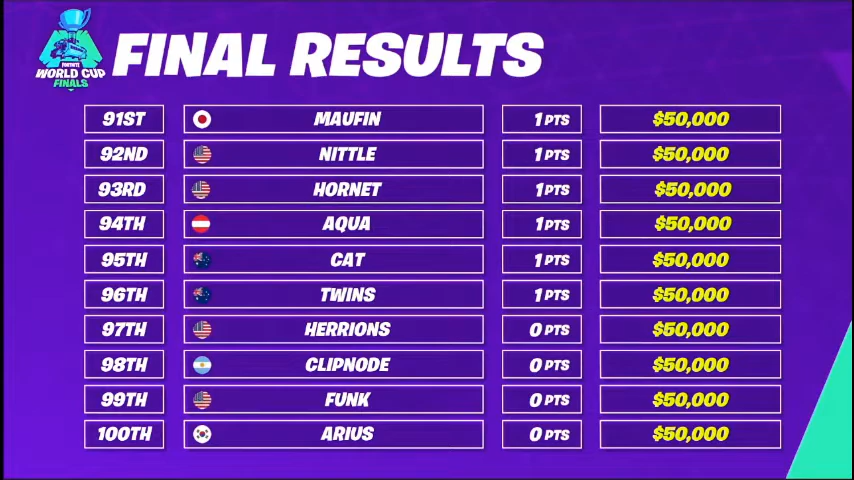 FORTNITE
WORLD CUP
FINALS
FINAL RESULTS
91ST MAUFIN 1 PTS $50,000
92ND NITTLE 1 PTS $50,000
93RD HORNET 1 PTS $50,000
94TH AQUA 1 PTS $50,000
95TH CAT 1 PTS $50,000
96TH TWINS 1 PTS $50,000
97TH HERRIONS 0 PTS $50,000
98TH CLIPNODE 0 PTS $50,000
99TH FUNK 0 PTS $50,000
100TH ARIUS 0 PTS $50,000